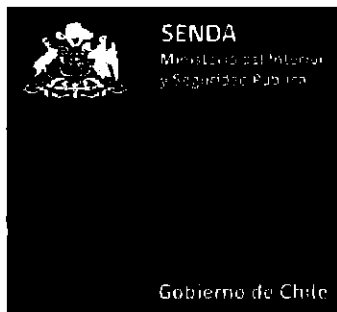 SENDA
Ministerio del Interior
y Seguridad Pública
Gobierno de Chile